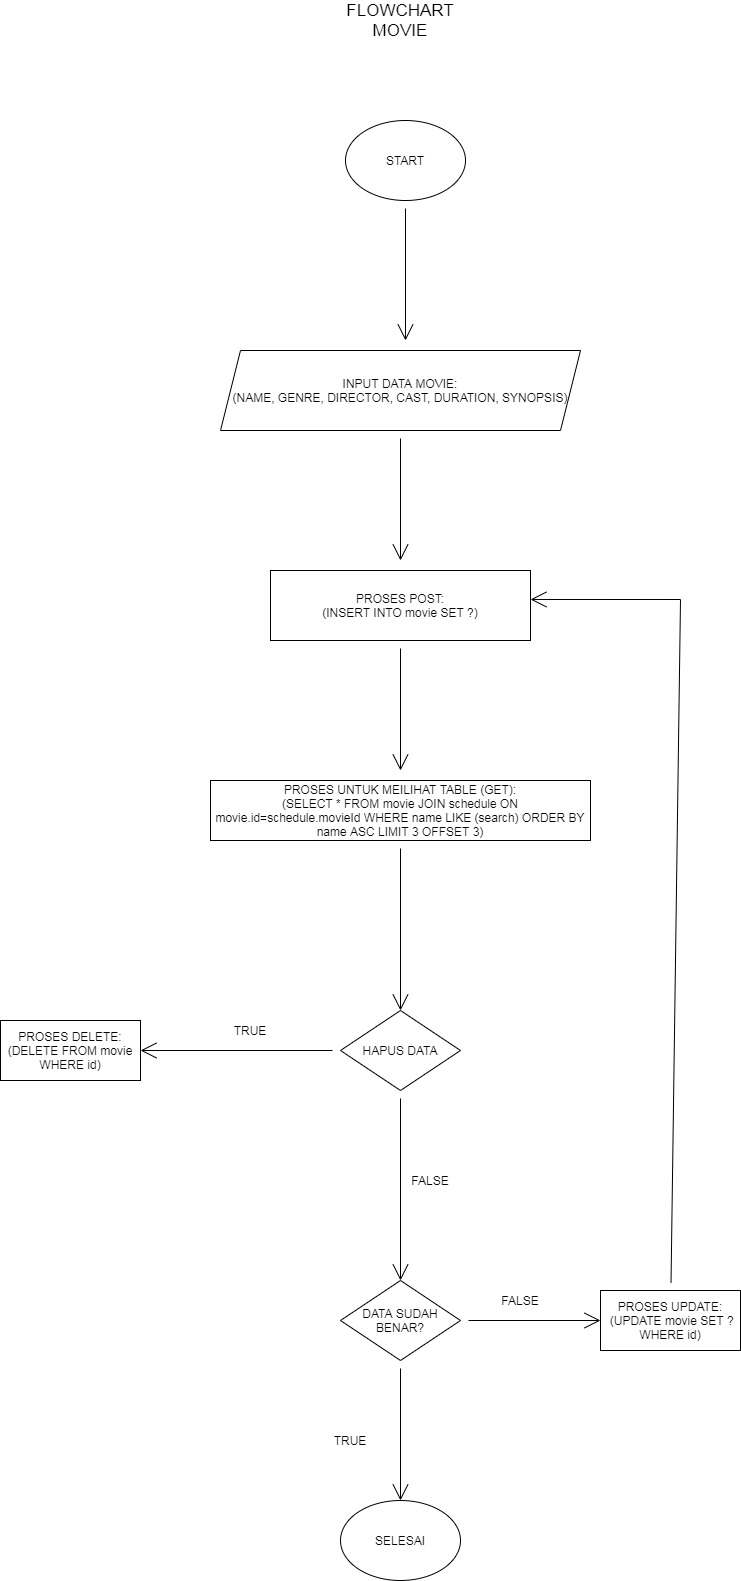 FLOWCHART
MOVIE
START
INPUT DATA MOVIE:
(NAME, GENRE, DIRECTOR, CAST, DURATION, SYNOPSIS)
PROSES POST:
(INSERT INTO movie SET ?)
PROSES UNTUK MEILIHAT TABLE (GET):
(SELECT * FROM movie JOIN schedule ON
movie.id=schedule.movieId WHERE name LIKE (search) ORDER BY
name ASC LIMIT 3 OFFSET 3)
HAPUS DATA
TRUE
PROSES DELETE:
(DELETE FROM movie
WHERE id)
FALSE
DATA SUDAH
BENAR?
FALSE
PROSES UPDATE:
(UPDATE movie SET ?
WHERE id)
TRUE
SELESAI